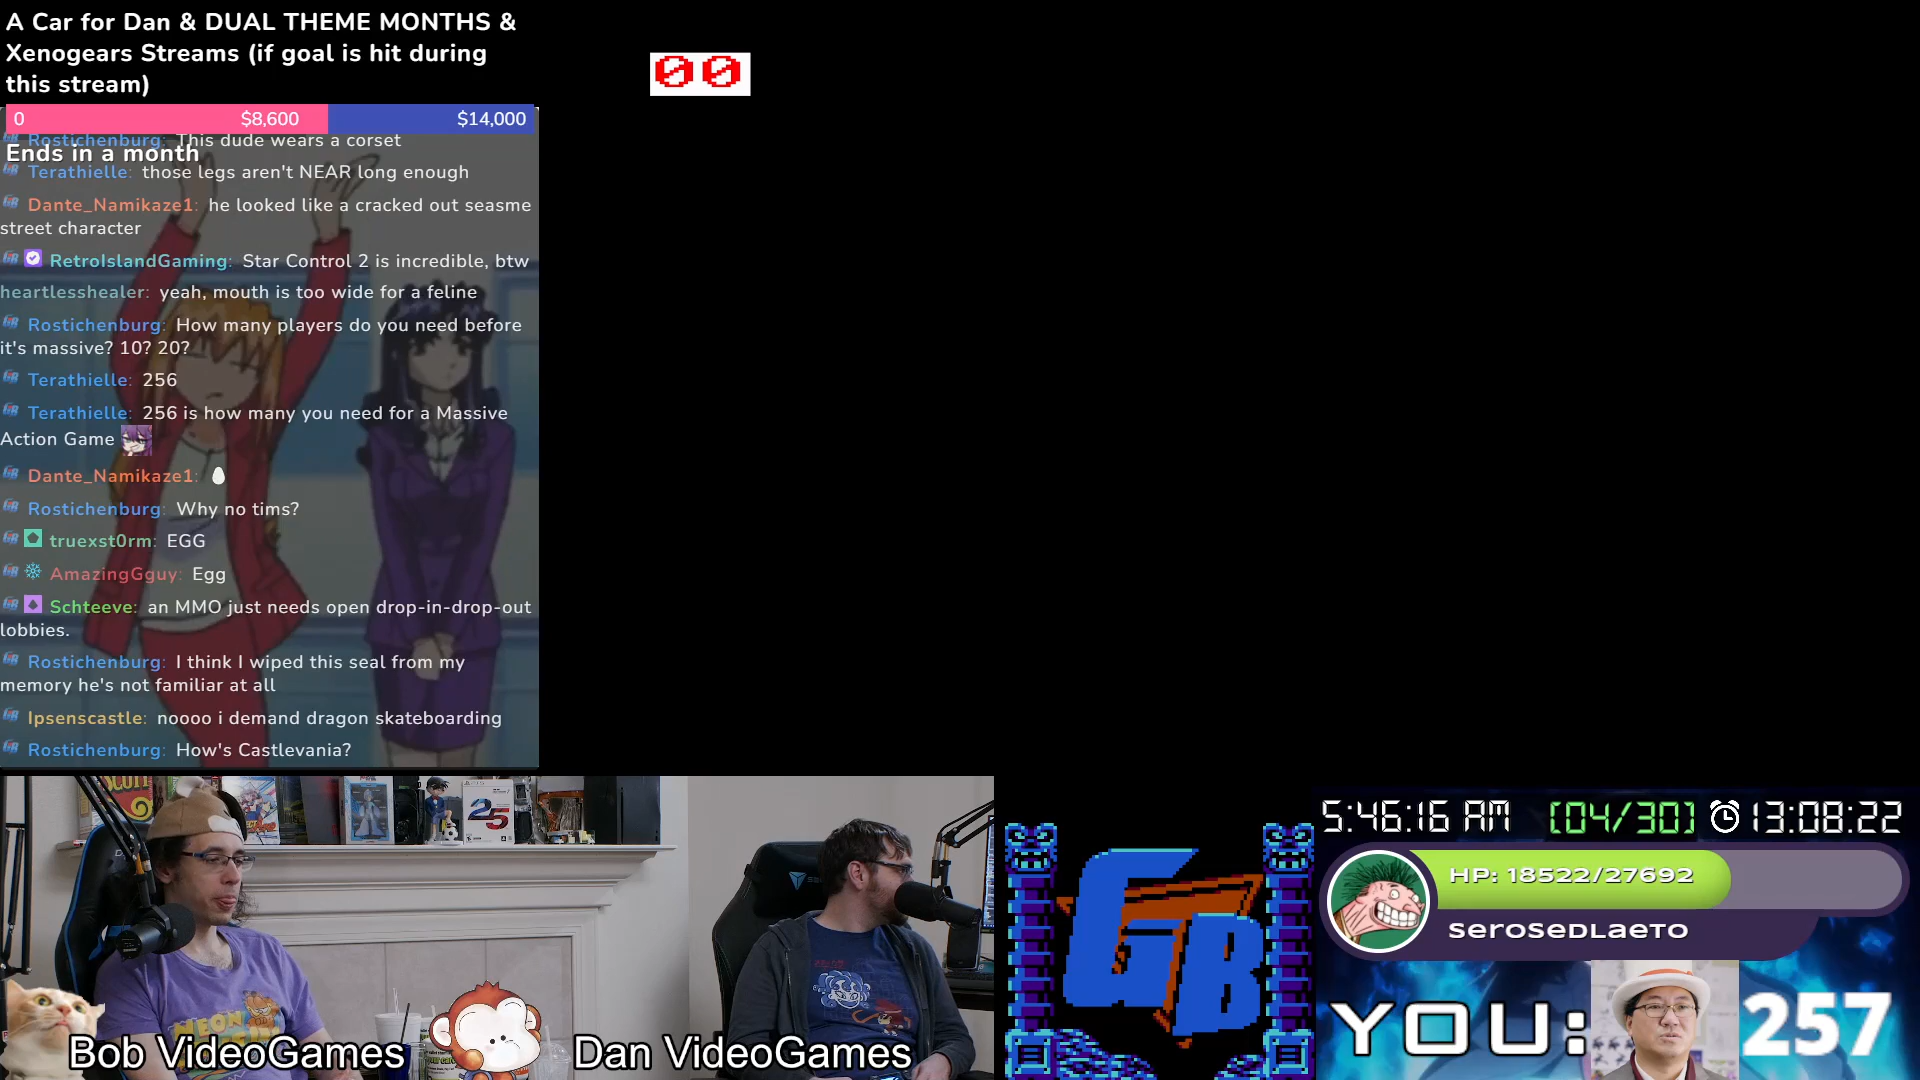 A Car for Dan & DUAL THEME MONTHS &
Xenogears Streams (if goal is hit during
this stream)
00
0 $8,600 $14,000
Rostichenburg: This dude wears a corset
Ends in a month
Terathielle: those legs aren't NEAR long enough
Dante_Namikaze1: he looked like a cracked out seasme
street character
RetroIslandGaming: Star Control 2 is incredible, btw
heartlesshealer: yeah, mouth is too wide for a feline
Rostichenburg: How many players do you need before
it's massive? 10? 20?
Terathielle: 256
Terathielle: 256 is how many you need for a Massive
Action Game
Dante_Namikaze1:
Rostichenburg: Why no tims?
truexst0rm: EGG
AmazingGguy: Egg
Schteeve: an MMO just needs open drop-in-drop-out
lobbies.
Rostichenburg: I think I wiped this seal from my
memory he's not familiar at all
Ipsenscastle: noooo i demand dragon skateboarding
Rostichenburg: How's Castlevania?
25
NEON
Bob VideoGames
Dan VideoGames
GB
5:46:16 AM [04/30] 13:08:22
HP: 18522/27692
SeroSedLaeto
YOU: 257